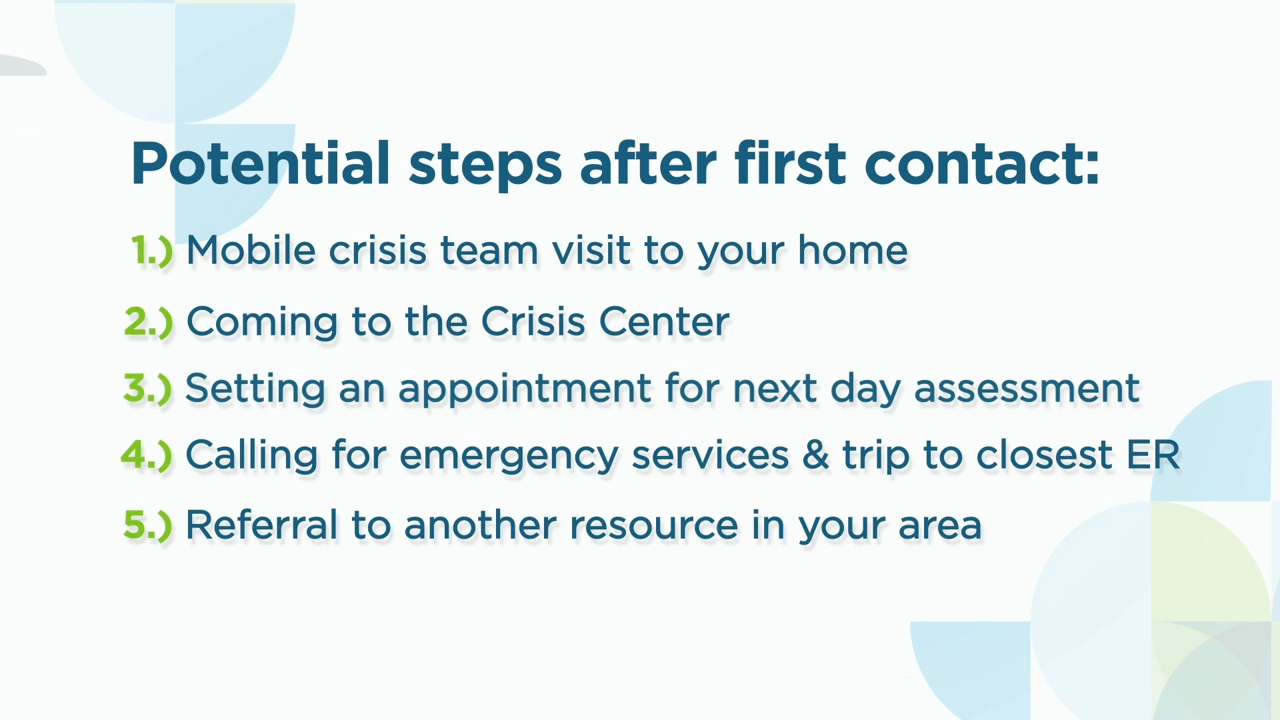 Potential steps after first contact:
1.) Mobile crisis team visit to your home
2.) Coming to the Crisis Center
3.) Setting an appointment for next day assessment
4.) Calling for emergency services & trip to closest ER
5.) Referral to another resource in your area